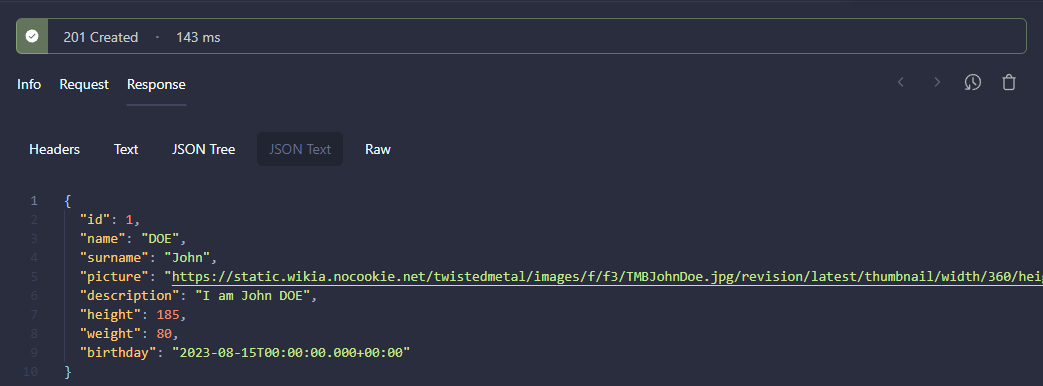 201 Created • 143 ms
Info Request Response
Headers Text JSON Tree JSON Text Raw
1 {
2 "id": 1,
3 "name": "DOE",
4 "surname": "John",
5 "picture": "https://static.wikia.nocookie.net/twistedmetal/images/f/f3/TMBJohnDoe.jpg/revision/latest/thumbnail/width/360/hei
6 "description": "I am John DOE",
7 "height": 185,
8 "weight": 80,
9 "birthday": "2023-08-15T00:00:00.000+00:00"
10 }